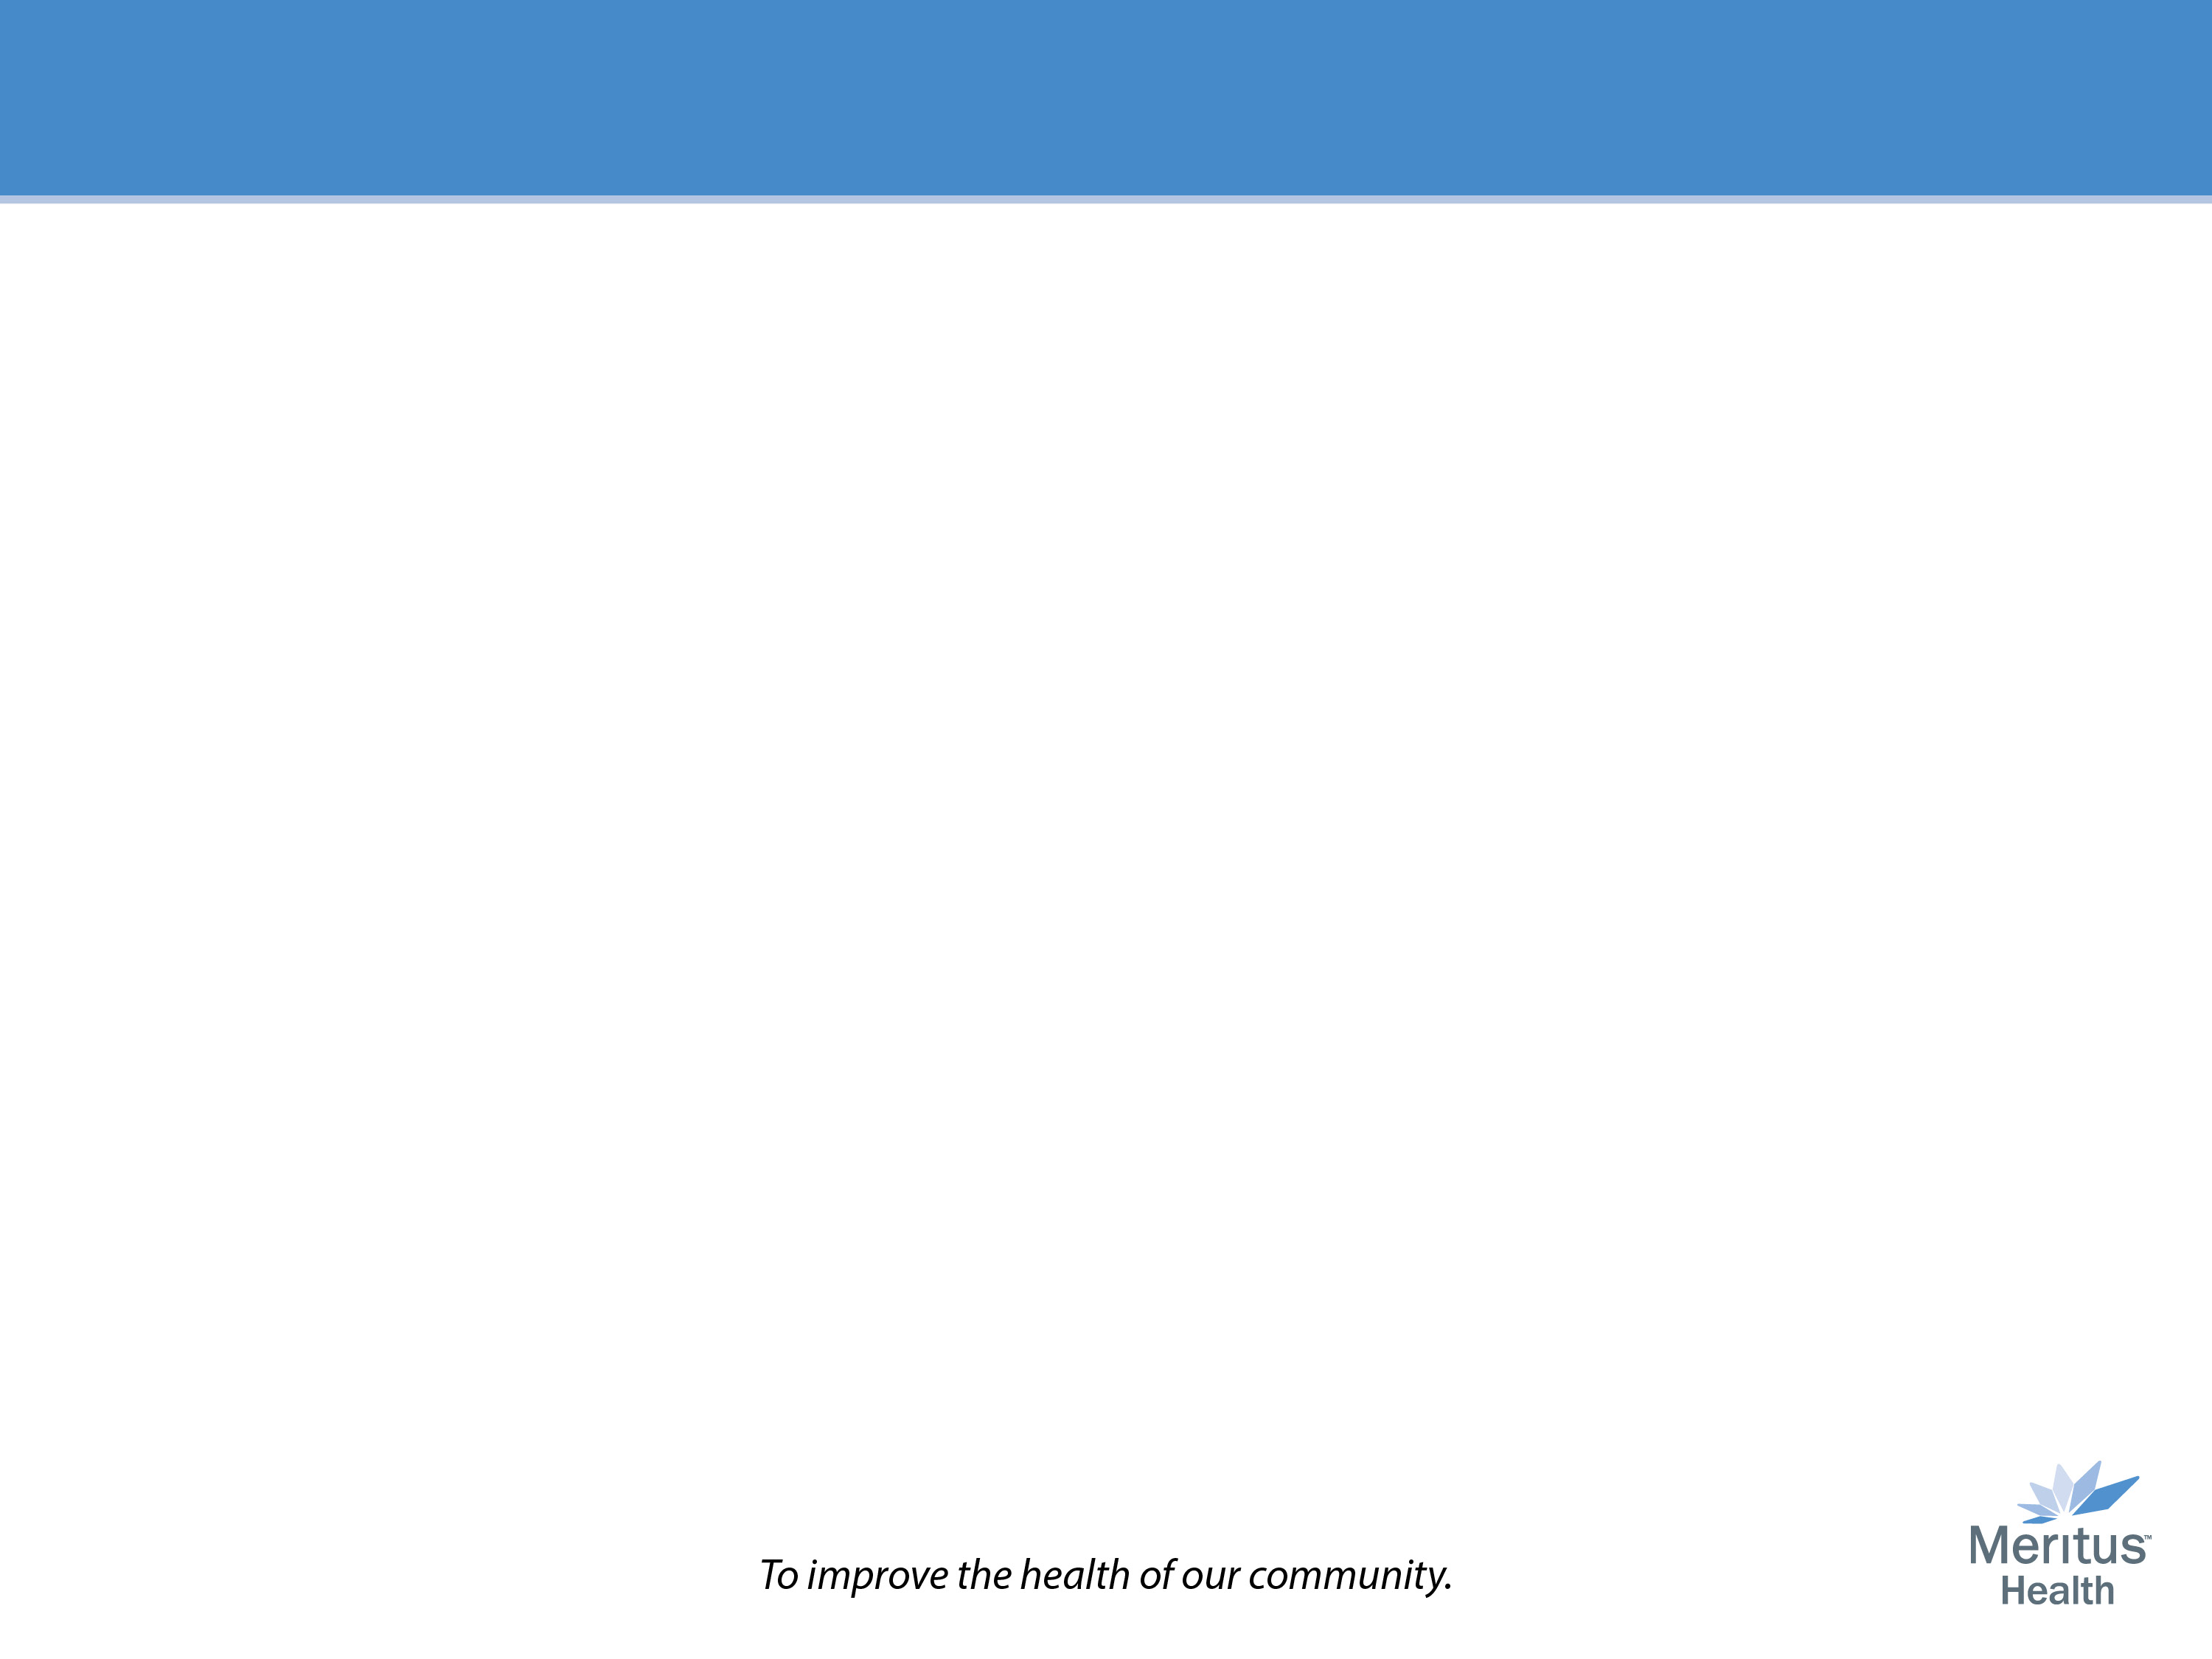 To improve the health of our community.
Meritus™
Health